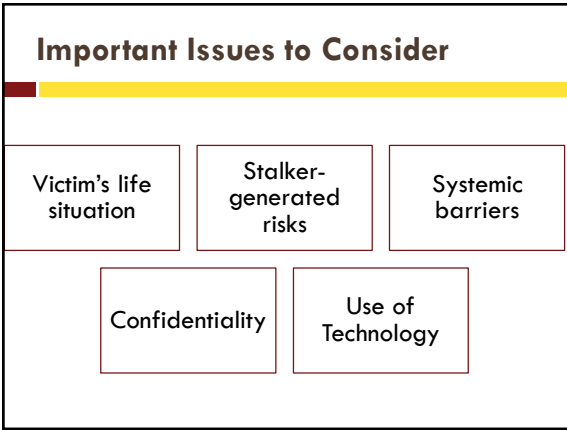 Important Issues to Consider
Victim’s life
situation
Stalker-
generated
risks
Systemic
barriers
Confidentiality
Use of
Technology